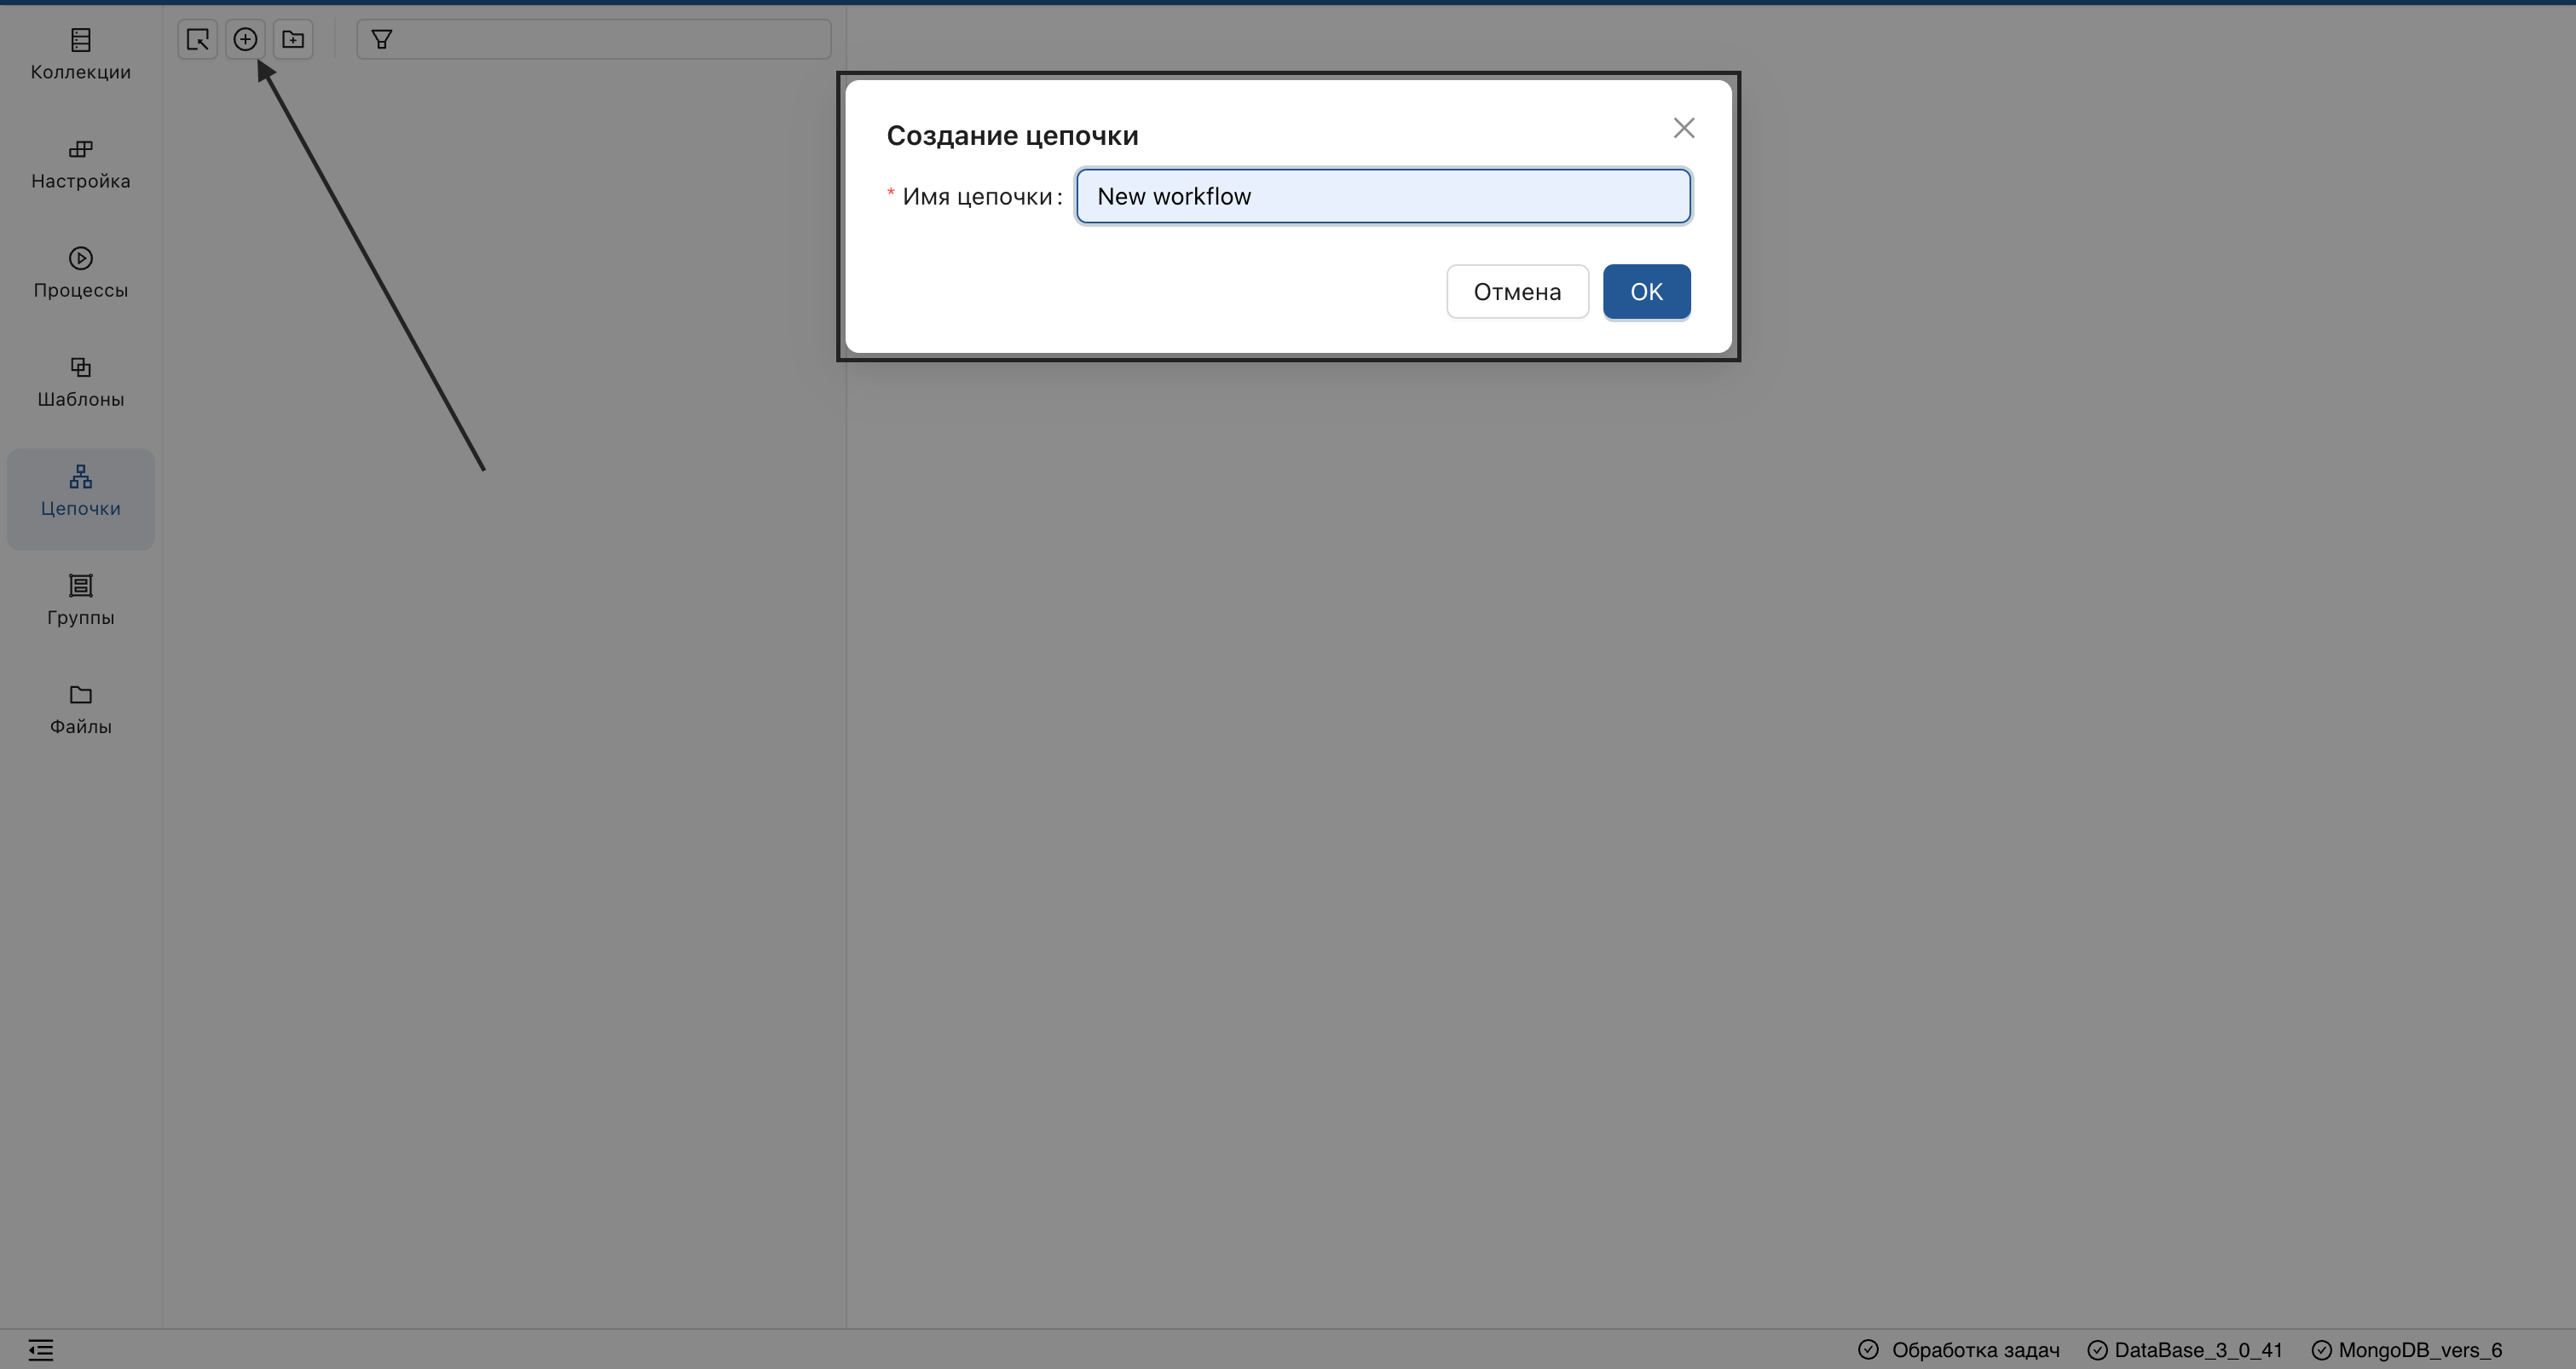 Коллекции
Настройка
Процессы
Шаблоны
Цепочки
Группы
Файлы
Создание цепочки
* Имя цепочки: New workflow
Отмена OK
Обработка задач DataBase_3_0_41 MongoDB_vers_6